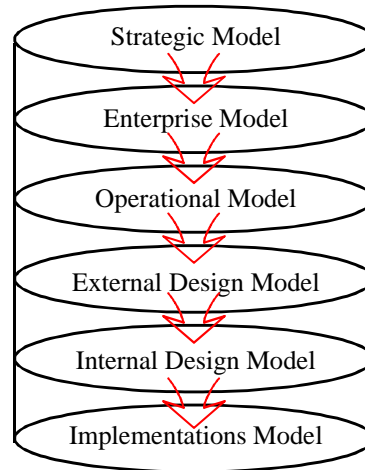 Strategic Model
Enterprise Model
Operational Model
External Design Model
Internal Design Model
Implementations Model